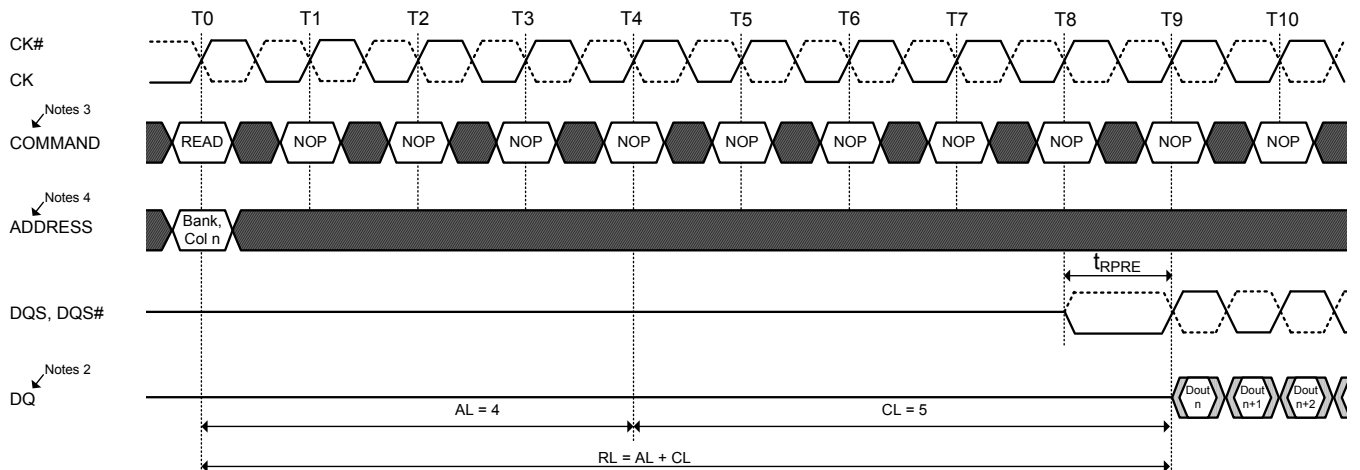 T0 T1 T2 T3 T4 T5 T6 T7 T8 T9 T10
CK#
CK
Notes 3
COMMAND READ NOP NOP NOP NOP NOP NOP NOP NOP NOP NOP
Notes 4
ADDRESS Bank,
Col n
tRPRE
DQS, DQS#
Notes 2
DQ Dout Dout Dout
n n+1 n+2
AL = 4 CL = 5
RL = AL + CL